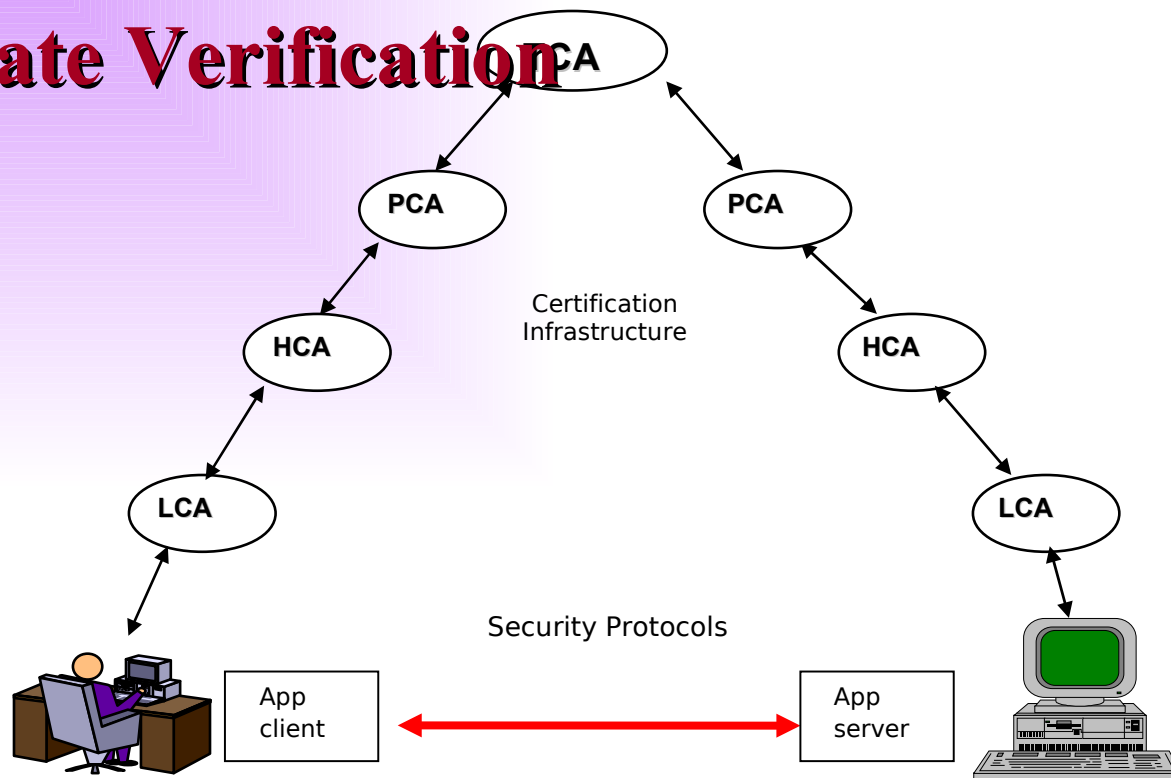 ate Verification
CA
PCA
PCA
Certification
Infrastructure
HCA
HCA
LCA
LCA
Security Protocols
App
client
App
server